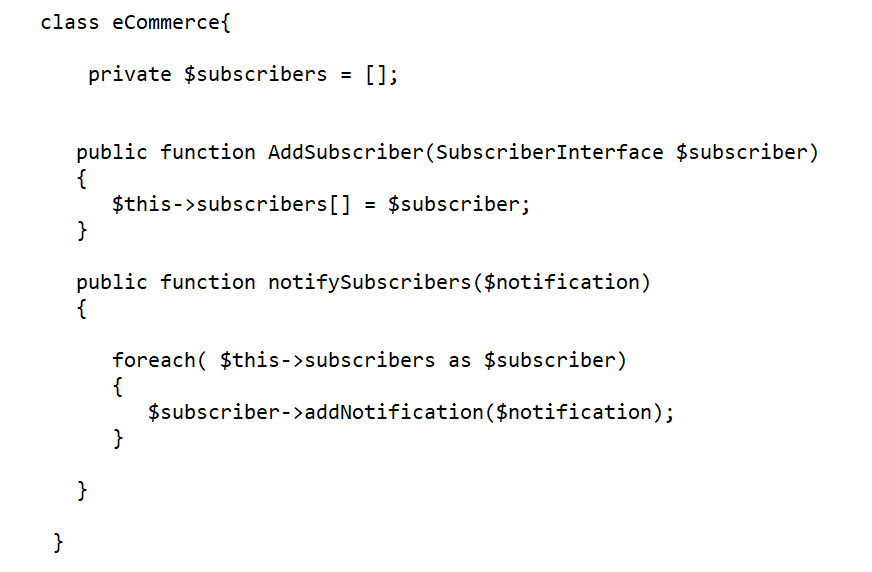 class eCommerce{
private $subscribers = [];
public function AddSubscriber(SubscriberInterface $subscriber)
{
$this->subscribers[] = $subscriber;
}
public function notifySubscribers($notification)
{
foreach( $this->subscribers as $subscriber)
{
$subscriber->addNotification($notification);
}
}
}